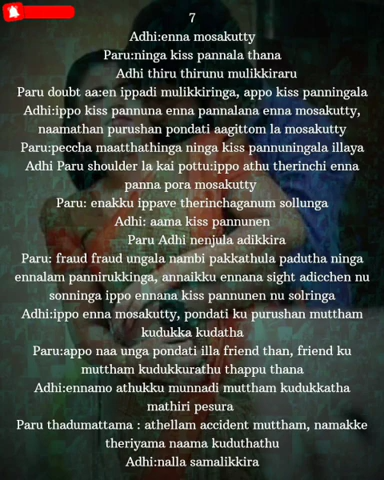 7
Adhi:enna mosakutty
Paru:ninga kiss pannala thana
Adhi thiru thirunu mulikkiraru
Paru doubt aa:en ippadi mulikkiringa, appo kiss panningala
Adhi:ippo kiss pannuna enna pannalana enna mosakutty,
naamathan purushan pondati aagittom la mosakutty
Paru:peccha maatthathinga ninga kiss pannuningala illaya
Adhi Paru shoulder la kai pottu:ippo athu therinchi enna
panna pora mosakutty
Paru: enakku ippave therinchaganum sollunga
Adhi: aama kiss pannunen
Paru Adhi nenjula adikkira
Paru: fraud fraud ungala nambi pakkathula padutha ninga
ennalam pannirukkinga, annaikku ennana sight adicchen nu
sonninga ippo ennana kiss pannunen nu solringa
Adhi:ippo enna mosakutty, pondati ku purushan muttham
kudukka kudatha
Paru:appo naa unga pondati illa friend than, friend ku
muttham kudukkurathu thappu thana
Adhi:ennamo athukku munnadi muttham kudukkatha
mathiri pesura
Paru thadumattama : athellam accident muttham, namakke
theriyama naama kuduthathu
Adhi:nalla samalikkira